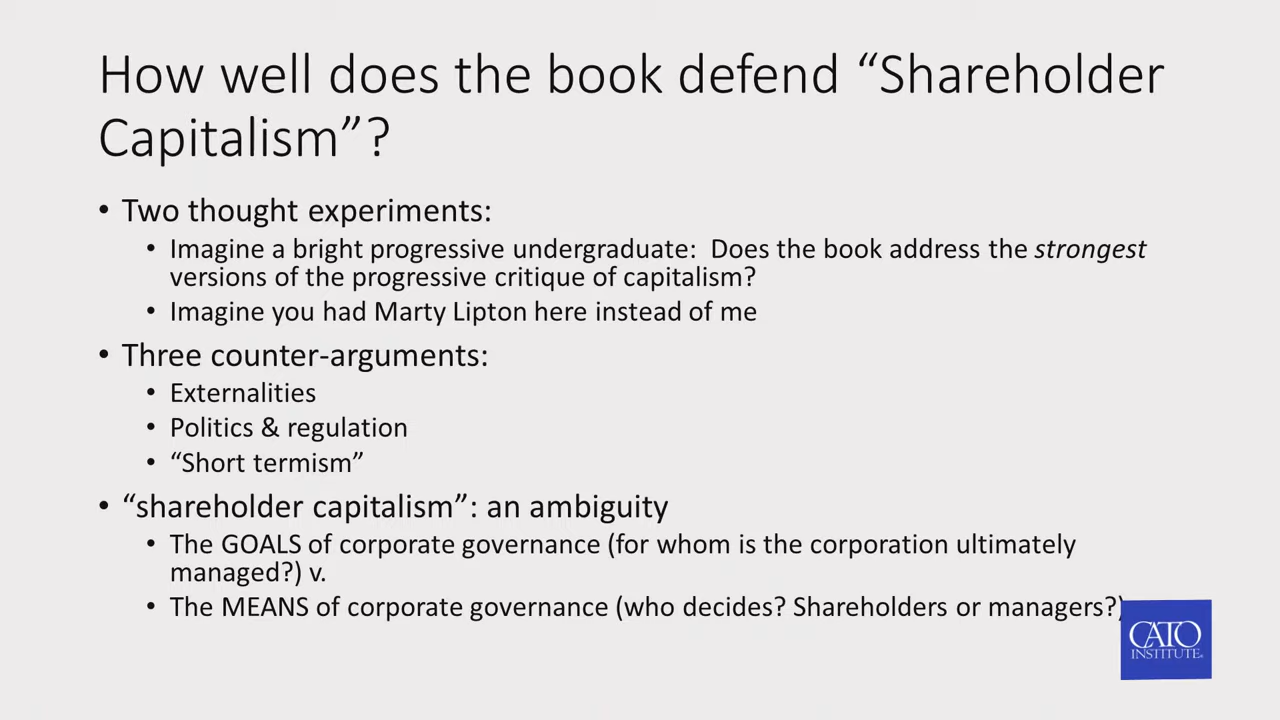 How well does the book defend “Shareholder
Capitalism”?
• Two thought experiments:
• Imagine a bright progressive undergraduate: Does the book address the strongest
versions of the progressive critique of capitalism?
• Imagine you had Marty Lipton here instead of me
• Three counter-arguments:
• Externalities
• Politics & regulation
• “Short termism”
• “shareholder capitalism”: an ambiguity
• The GOALS of corporate governance (for whom is the corporation ultimately
managed?) v.
• The MEANS of corporate governance (who decides? Shareholders or managers?)
CATO
INSTITUTE